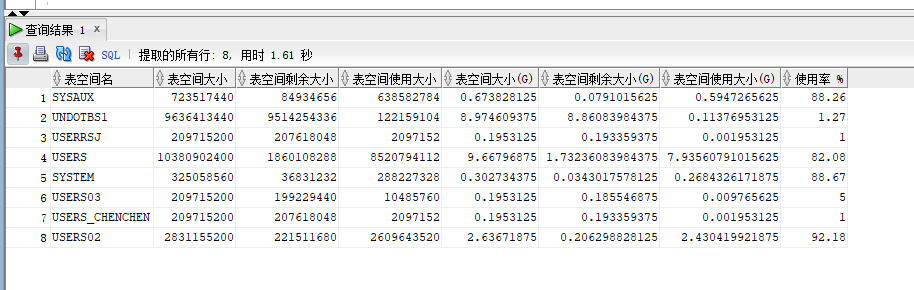 查询结果 1 ×
SQL | 提取的所有行: 8, 用时 1.61 秒
表空间名 表空间大小 表空间剩余大小 表空间使用大小 表空间大小(G) 表空间剩余大小(G) 表空间使用大小(G) 使用率 %
1 SYSAUX 723517440 84934656 638582784 0.673828125 0.0791015625 0.5947265625 88.26
2 UNDOTBS1 9636413440 9514254336 122159104 8.974609375 8.86083984375 0.11376953125 1.27
3 USERRSJ 209715200 207618048 2097152 0.1953125 0.193359375 0.001953125 1
4 USERS 10380902400 1860108288 8520794112 9.66796875 1.73236083984375 7.93560791015625 82.08
5 SYSTEM 325058560 36831232 288227328 0.302734375 0.0343017578125 0.2684326171875 88.67
6 USERS03 209715200 199229440 10485760 0.1953125 0.185546875 0.009765625 5
7 USERS_CHENCHEN 209715200 207618048 2097152 0.1953125 0.193359375 0.001953125 1
8 USERS02 2831155200 221511680 2609643520 2.63671875 0.206298828125 2.430419921875 92.18